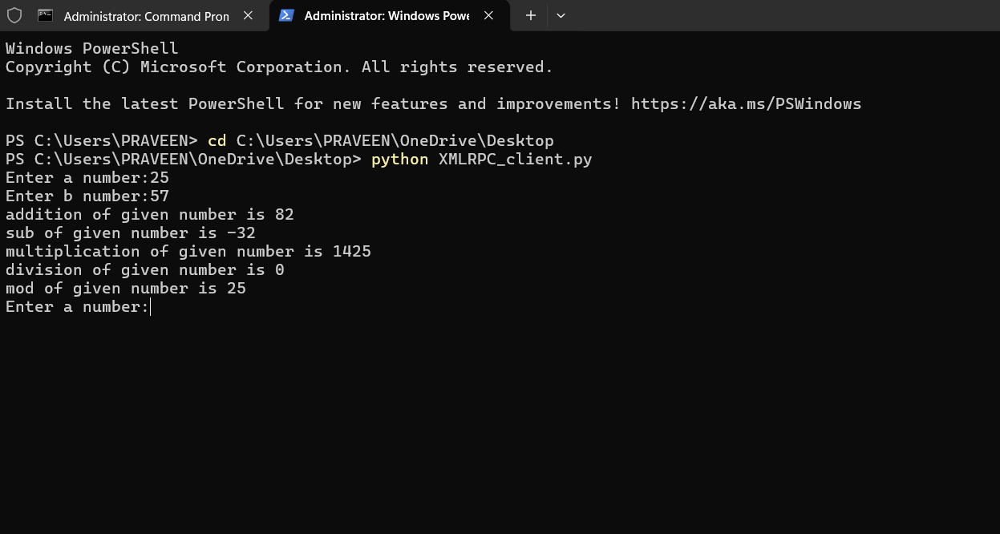 Administrator: Command Pron
Administrator: Windows Powe
Windows PowerShell
Copyright (C) Microsoft Corporation. All rights reserved.
Install the latest PowerShell for new features and improvements! https://aka.ms/PSWindows
PS C:\Users\PRAVEEN> cd C:\Users\PRAVEEN\OneDrive\Desktop
PS C:\Users\PRAVEEN\OneDrive\Desktop> python XMLRPC_client.py
Enter a number:25
Enter b number:57
addition of given number is 82
sub of given number is -32
multiplication of given number is 1425
division of given number is 0
mod of given number is 25
Enter a number: